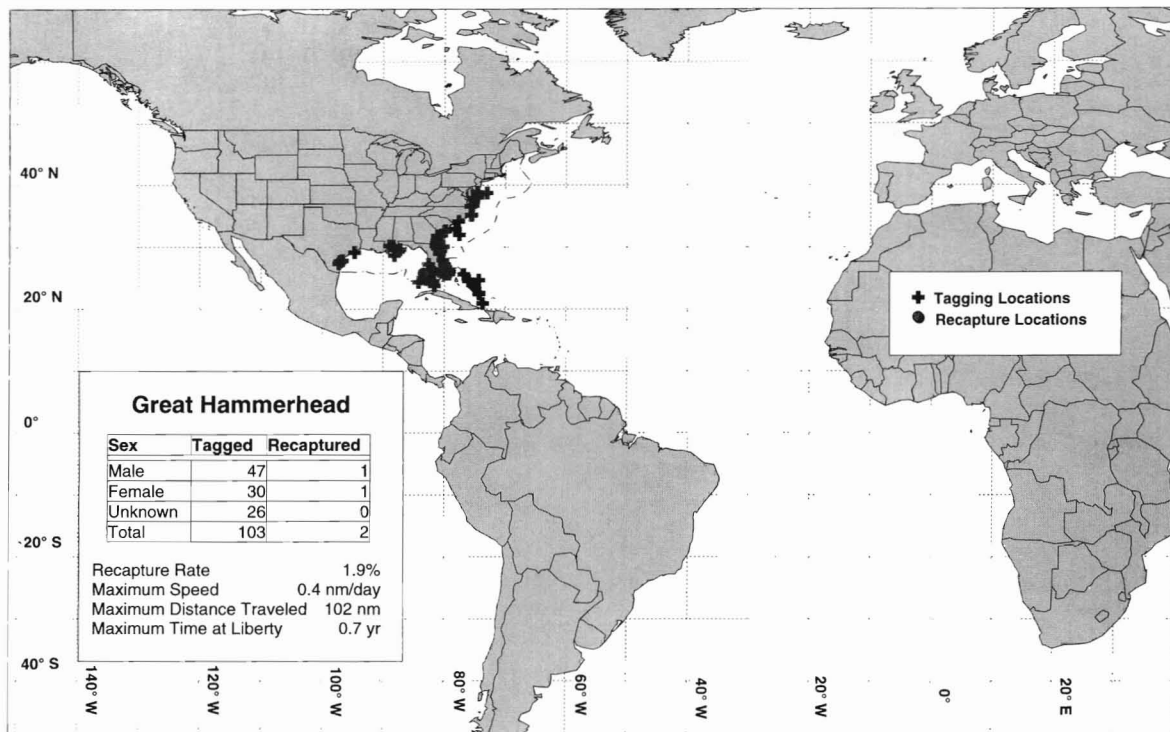 40° N
20° N
0°
20° S
40° S
140° W
120° W
100° W
80° W
60° W
40° W
20° W
0°
20° E
Tagging Locations
Recapture Locations
Great Hammerhead
Sex Tagged Recaptured
Male 47 1
Female 30 1
Unknown 26 0
Total 103 2
Recapture Rate 1.9%
Maximum Speed 0.4 nm/day
Maximum Distance Traveled 102 nm
Maximum Time at Liberty 0.7 yr